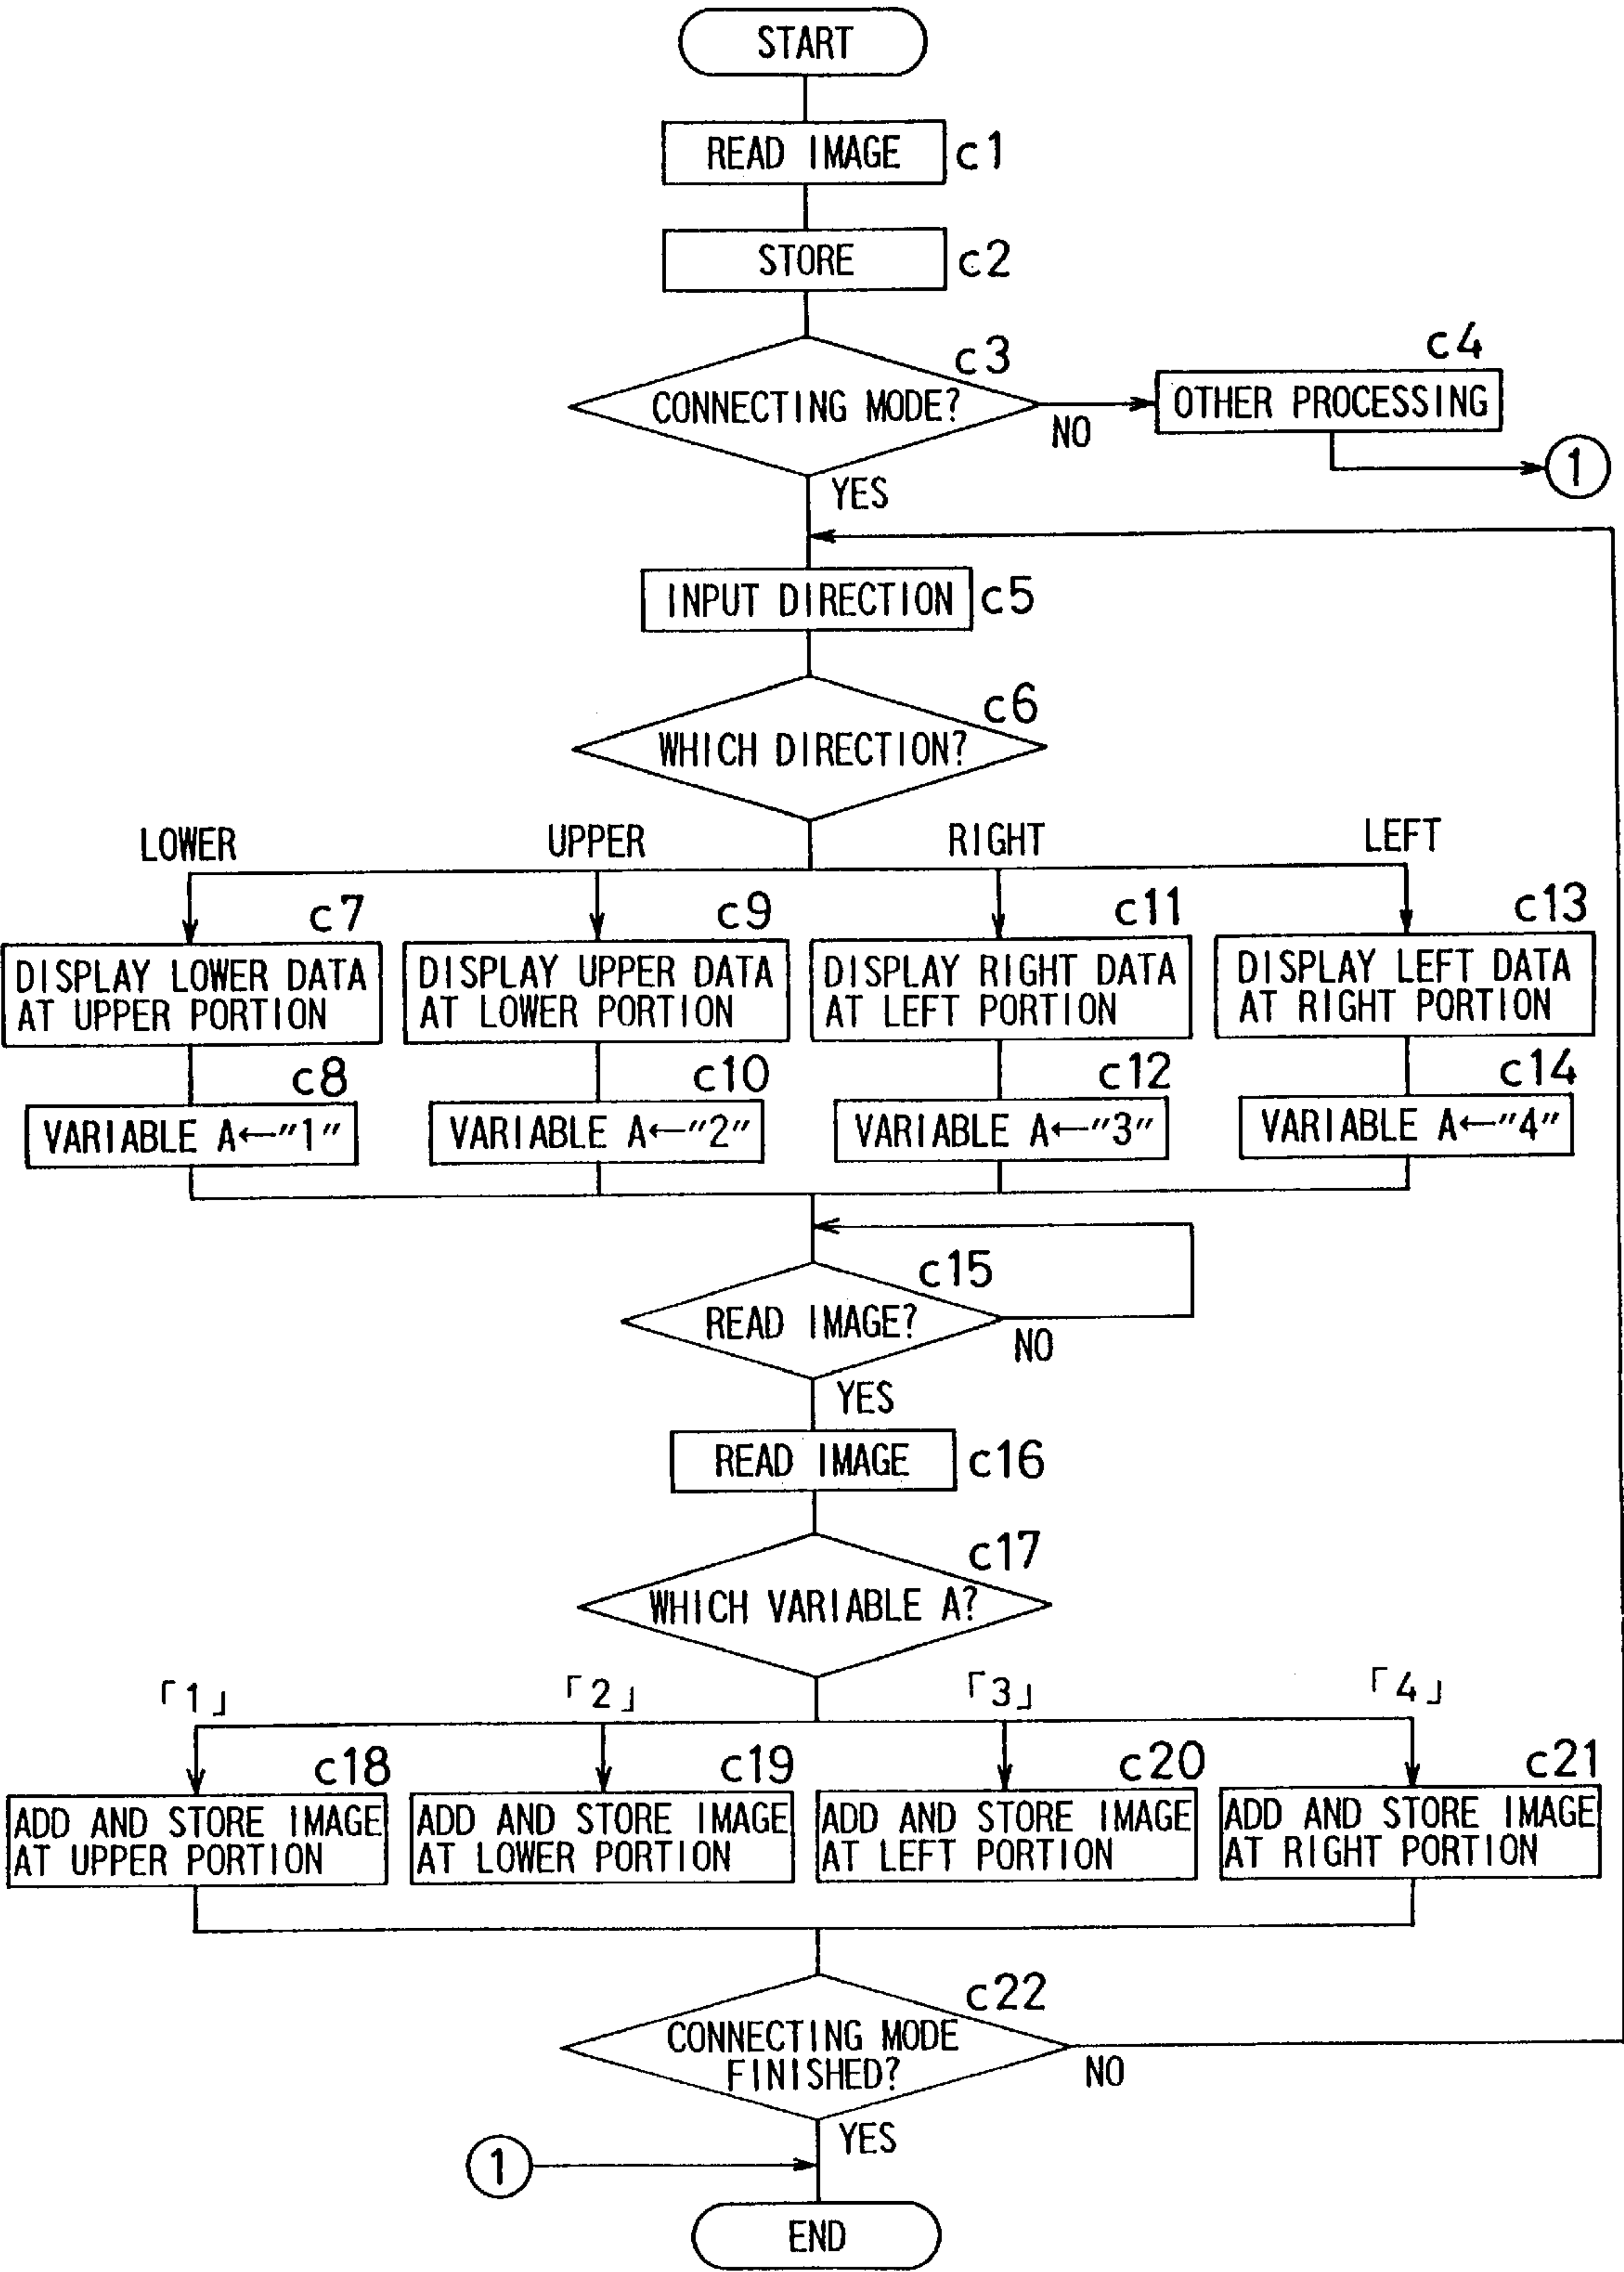 START
READ IMAGE c1
STORE c2
c3
CONNECTING MODE?
NO
c4
OTHER PROCESSING
1
YES
INPUT DIRECTION c5
c6
WHICH DIRECTION?
LOWER UPPER RIGHT LEFT
c7 c9 c11 c13
DISPLAY LOWER DATA DISPLAY UPPER DATA DISPLAY RIGHT DATA DISPLAY LEFT DATA
AT UPPER PORTION AT LOWER PORTION AT LEFT PORTION AT RIGHT PORTION
c8 c10 c12 c14
VARIABLE A←"1" VARIABLE A←"2" VARIABLE A←"3" VARIABLE A←"4"
c15
READ IMAGE?
NO
YES
READ IMAGE c16
c17
WHICH VARIABLE A?
「1」 「2」 「3」 「4」
c18 c19 c20 c21
ADD AND STORE IMAGE ADD AND STORE IMAGE ADD AND STORE IMAGE ADD AND STORE IMAGE
AT UPPER PORTION AT LOWER PORTION AT LEFT PORTION AT RIGHT PORTION
c22
CONNECTING MODE
FINISHED?
NO
YES
1
END